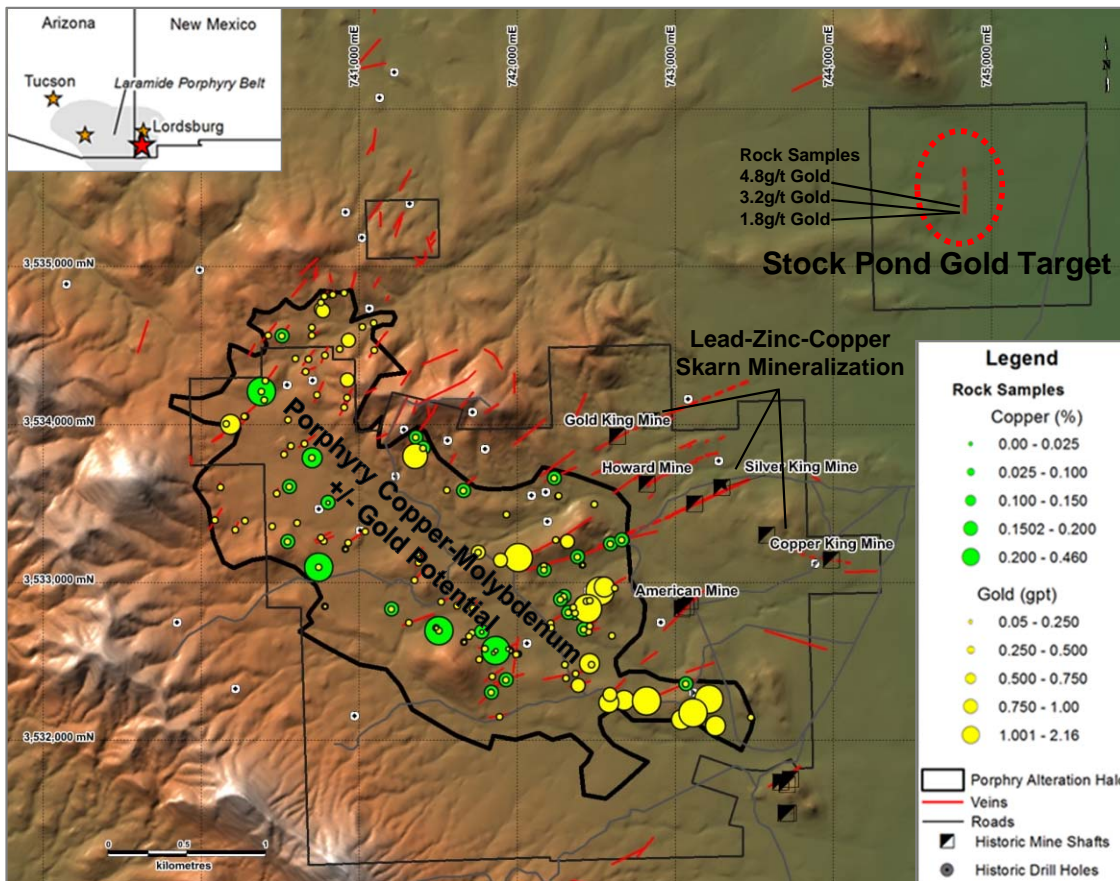 Arizona
New Mexico
Tucson
Laramide Porphyry Belt
Lordsburg
741,000 mE
742,000 mE
743,000 mE
744,000 mE
745,000 mE
N
Rock Samples
4.8g/t Gold
3.2g/t Gold
1.8g/t Gold
Stock Pond Gold Target
3,535,000 mN
Lead-Zinc-Copper
Skarn Mineralization
3,534,000 mN
Gold King Mine
Howard Mine
Silver King Mine
Porphyry Copper-Molybdenum
+/- Gold Potential
Copper King Mine
3,533,000 mN
American Mine
3,532,000 mN
0 0.5 1
kilometres
Legend
Rock Samples
Copper (%)
0.00 - 0.025
0.025 - 0.100
0.100 - 0.150
0.1502 - 0.200
0.200 - 0.460
Gold (gpt)
0.05 - 0.250
0.250 - 0.500
0.500 - 0.750
0.750 - 1.00
1.001 - 2.16
Porphry Alteration Halo
Veins
Roads
Historic Mine Shafts
Historic Drill Holes